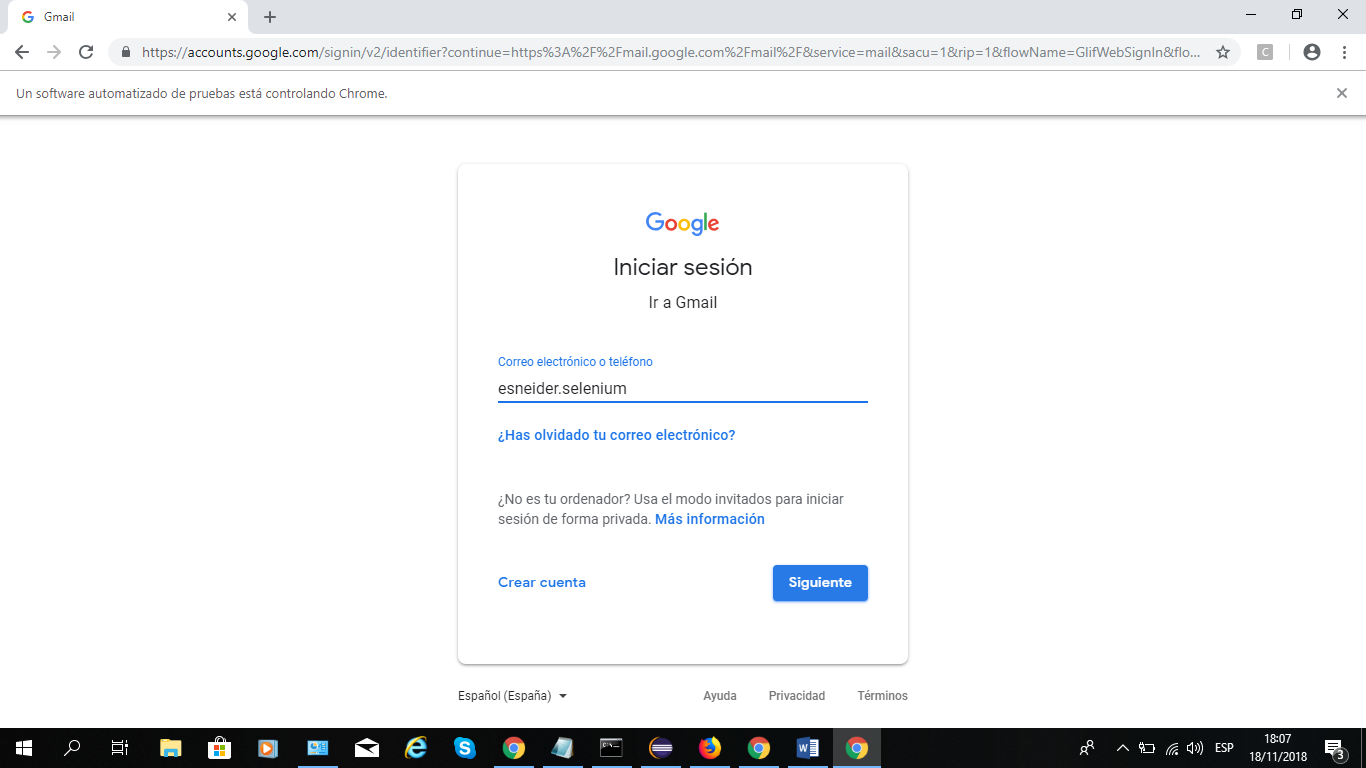 Gmail
https://accounts.google.com/signin/v2/identifier?continue=https%3A%2F%2Fmail.google.com%2Fmail%2F&service=mail&sacu=1&rip=1&flowName=GlifWebSignIn&flo...
C
Un software automatizado de pruebas está controlando Chrome.
Google
Iniciar sesión
Ir a Gmail
Correo electrónico o teléfono
esneider.selenium
¿Has olvidado tu correo electrónico?
¿No es tu ordenador? Usa el modo invitados para iniciar
sesión de forma privada. Más información
Crear cuenta Siguiente
Español (España) Ayuda Privacidad Términos
ESP 18:07
18/11/2018 3